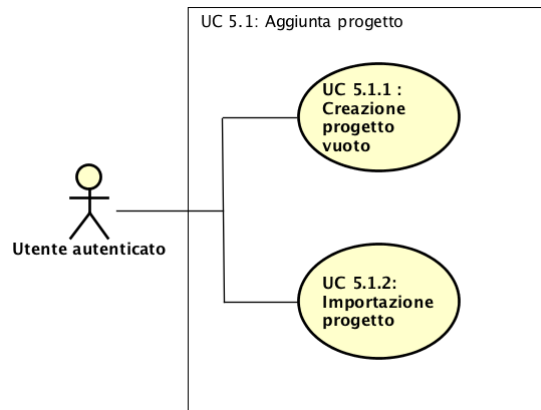 UC 5.1: Aggiunta progetto
UC 5.1.1 :
Creazione
progetto
vuoto
Utente autenticato
UC 5.1.2:
Importazione
progetto